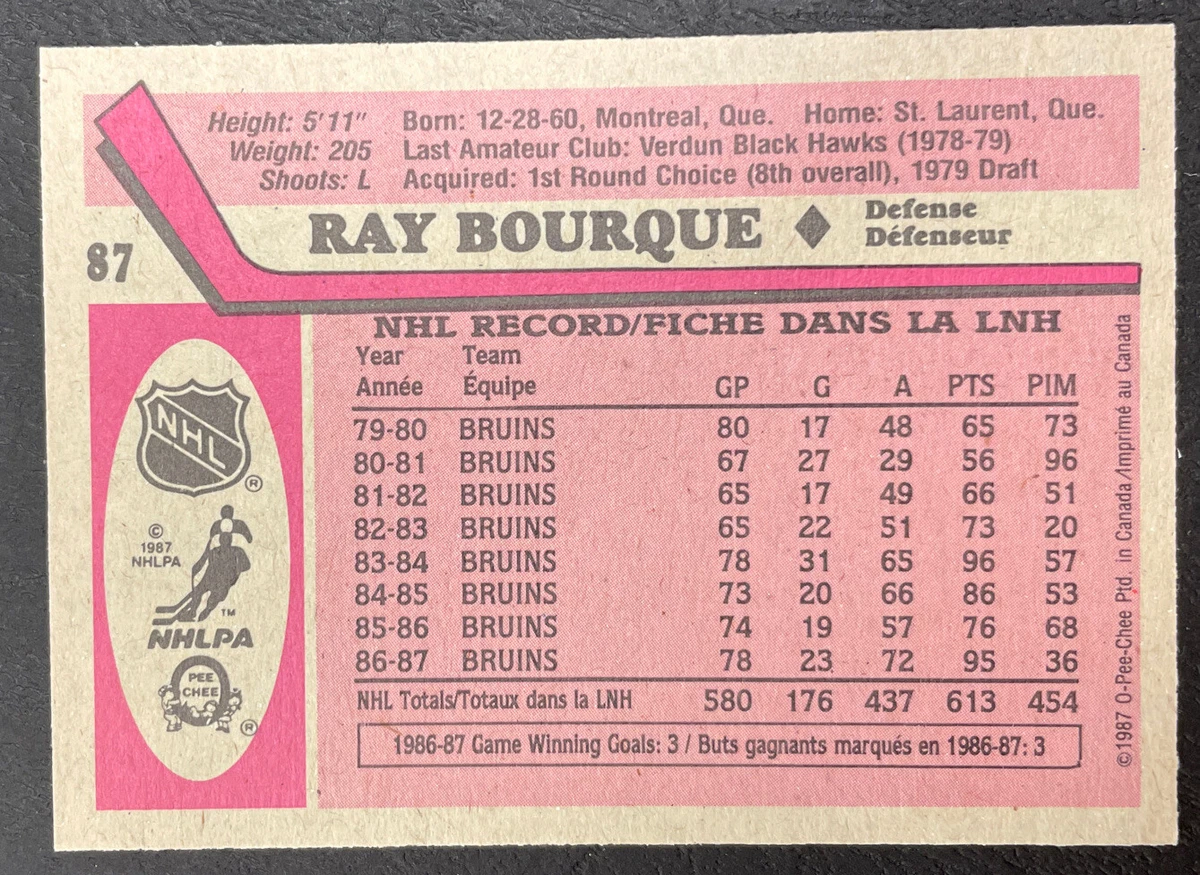 Height: 5'11" Born: 12-28-60, Montreal, Que. Home: St. Laurent, Que.
Weight: 205 Last Amateur Club: Verdun Black Hawks (1978-79)
Shoots: L Acquired: 1st Round Choice (8th overall), 1979 Draft
RAY BOURQUE ♦ Defense
Défenseur
87
NHL RECORD/FICHE DANS LA LNH
Year Team
Année Équipe GP G A PTS PIM
79-80 BRUINS 80 17 48 65 73
80-81 BRUINS 67 27 29 56 96
81-82 BRUINS 65 17 49 66 51
82-83 BRUINS 65 22 51 73 20
83-84 BRUINS 78 31 65 96 57
84-85 BRUINS 73 20 66 86 53
85-86 BRUINS 74 19 57 76 68
86-87 BRUINS 78 23 72 95 36
NHL Totals/Totaux dans la LNH 580 176 437 613 454
1986-87 Game Winning Goals: 3 / Buts gagnants marqués en 1986-87: 3
NHL
®
©
1987
NHLPA
TM
NHLPA
O
PEE
CHEE
®
©1987 O-Pee-Chee Ptd. in Canada/Imprimé au Canada